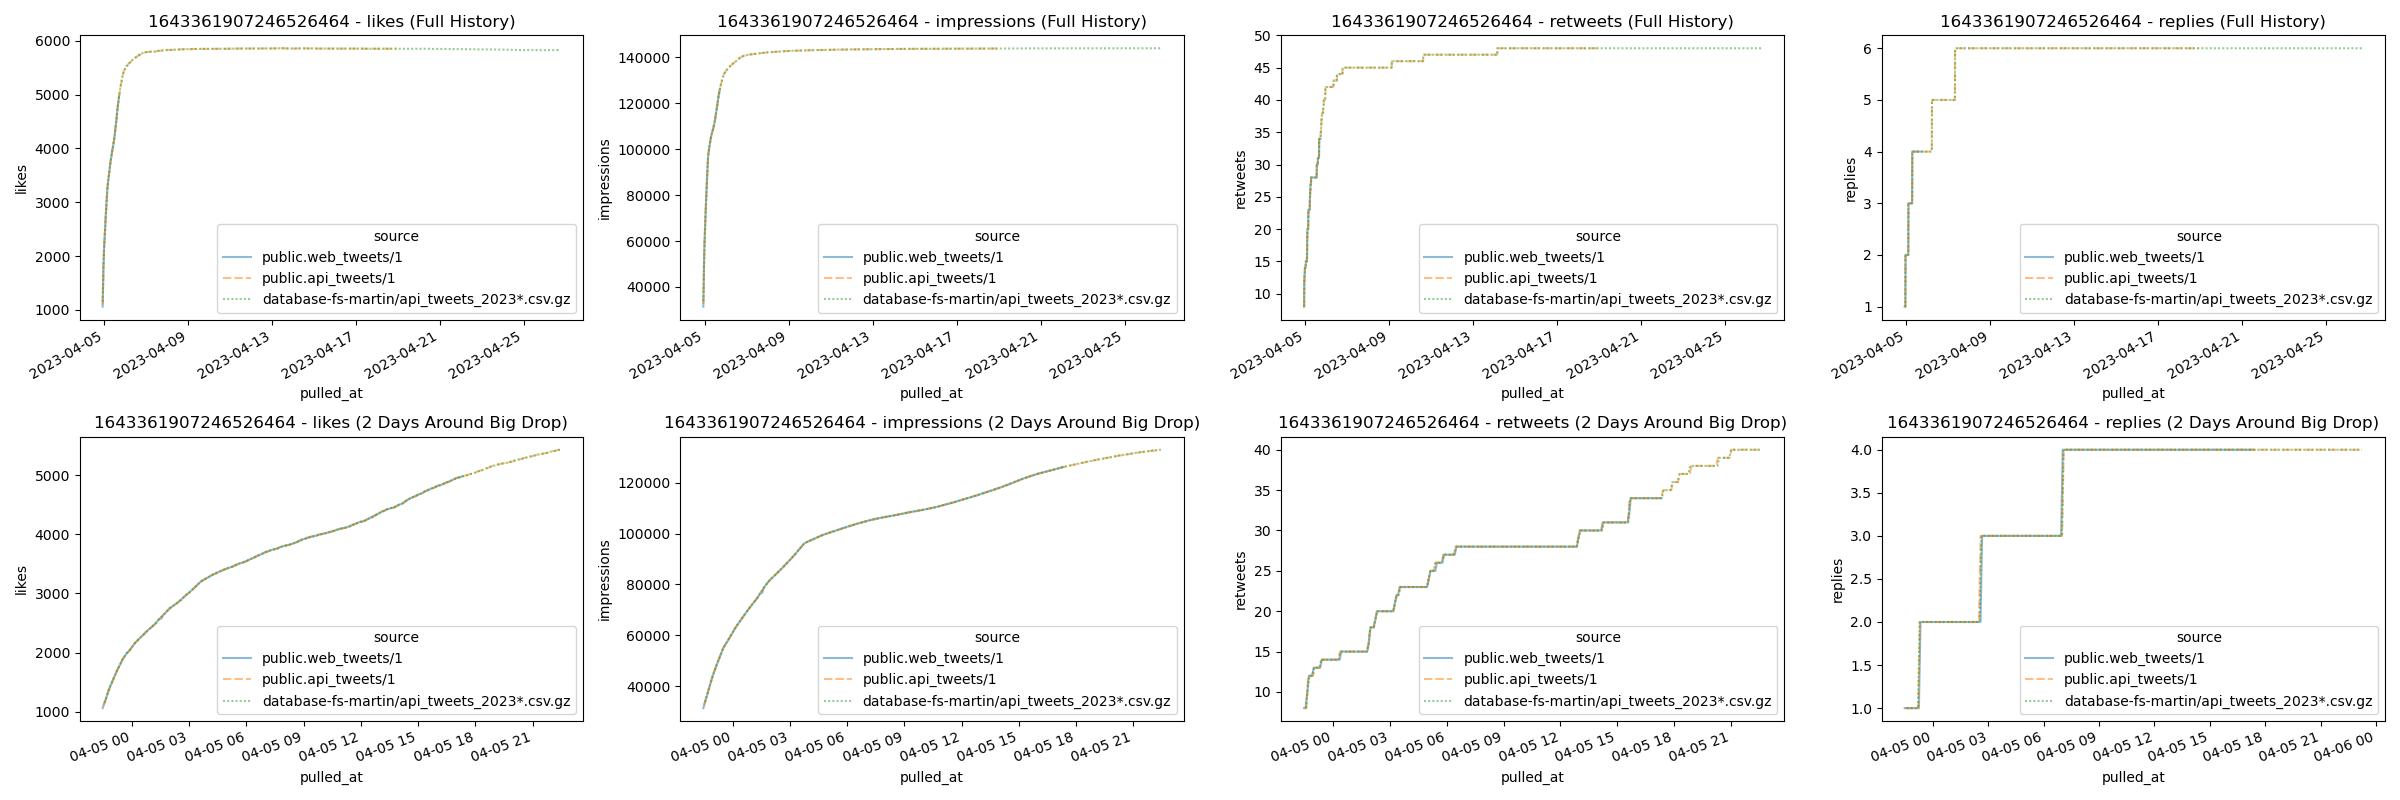 1643361907246526464 - likes (Full History)
6000
5000
4000
3000
2000
1000
likes
source
public.web_tweets/1
public.api_tweets/1
database-fs-martin/api_tweets_2023*.csv.gz
2023-04-05
2023-04-09
2023-04-13
2023-04-17
2023-04-21
2023-04-25
pulled_at
1643361907246526464 - impressions (Full History)
140000
120000
100000
80000
60000
40000
impressions
source
public.web_tweets/1
public.api_tweets/1
database-fs-martin/api_tweets_2023*.csv.gz
2023-04-05
2023-04-09
2023-04-13
2023-04-17
2023-04-21
2023-04-25
pulled_at
1643361907246526464 - retweets (Full History)
50
45
40
35
30
25
20
15
10
retweets
source
public.web_tweets/1
public.api_tweets/1
database-fs-martin/api_tweets_2023*.csv.gz
2023-04-05
2023-04-09
2023-04-13
2023-04-17
2023-04-21
2023-04-25
pulled_at
1643361907246526464 - replies (Full History)
6
5
4
3
2
1
replies
source
public.web_tweets/1
public.api_tweets/1
database-fs-martin/api_tweets_2023*.csv.gz
2023-04-05
2023-04-09
2023-04-13
2023-04-17
2023-04-21
2023-04-25
pulled_at
1643361907246526464 - likes (2 Days Around Big Drop)
5000
4000
3000
2000
1000
likes
source
public.web_tweets/1
public.api_tweets/1
database-fs-martin/api_tweets_2023*.csv.gz
04-05 00
04-05 03
04-05 06
04-05 09
04-05 12
04-05 15
04-05 18
04-05 21
pulled_at
1643361907246526464 - impressions (2 Days Around Big Drop)
120000
100000
80000
60000
40000
impressions
source
public.web_tweets/1
public.api_tweets/1
database-fs-martin/api_tweets_2023*.csv.gz
04-05 00
04-05 03
04-05 06
04-05 09
04-05 12
04-05 15
04-05 18
04-05 21
pulled_at
1643361907246526464 - retweets (2 Days Around Big Drop)
40
35
30
25
20
15
10
retweets
source
public.web_tweets/1
public.api_tweets/1
database-fs-martin/api_tweets_2023*.csv.gz
04-05 00
04-05 03
04-05 06
04-05 09
04-05 12
04-05 15
04-05 18
04-05 21
pulled_at
1643361907246526464 - replies (2 Days Around Big Drop)
4.0
3.5
3.0
2.5
2.0
1.5
1.0
replies
source
public.web_tweets/1
public.api_tweets/1
database-fs-martin/api_tweets_2023*.csv.gz
04-05 00
04-05 03
04-05 06
04-05 09
04-05 12
04-05 15
04-05 18
04-05 21
04-06 00
pulled_at